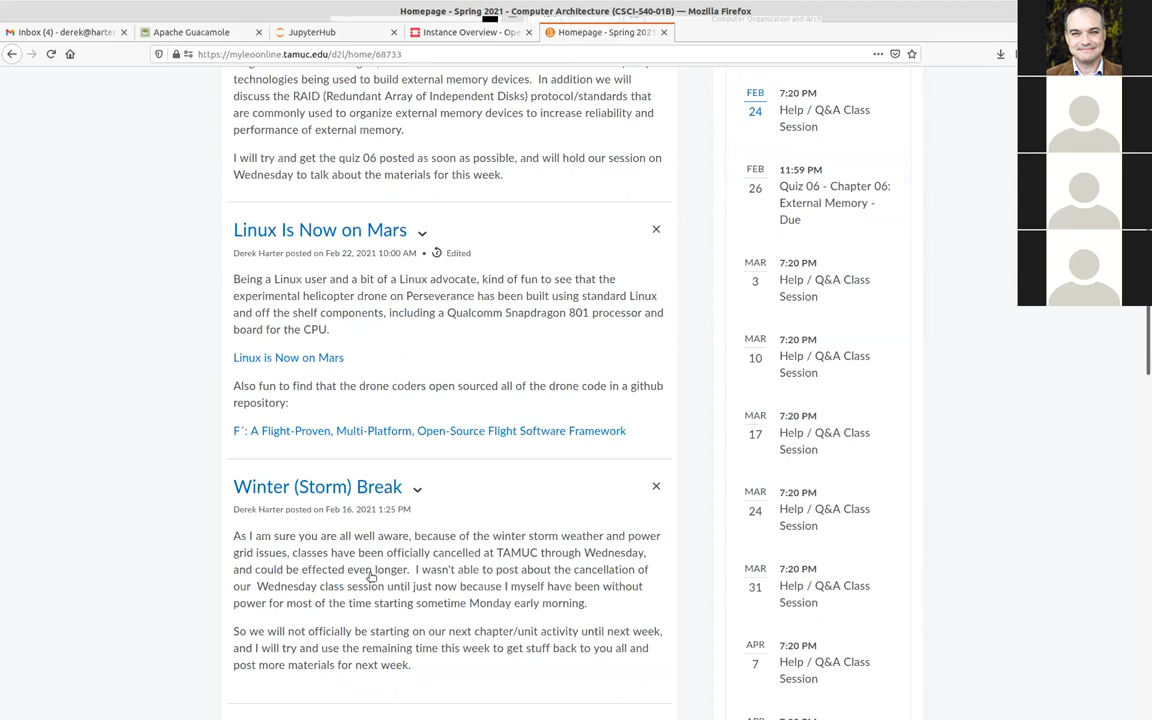 Homepage - Spring 2021 - Computer Architecture (CSCI-540-01B) — Mozilla Firefox
Computer Organization and Arch
Inbox (4) - derek@harter
Apache Guacamole
JupyterHub
Instance Overview - Ope
Homepage - Spring 2021
https://myleoonline.tamuc.edu/d2l/home/68733
technologies being used to build external memory devices. In addition we will
discuss the RAID (Redundant Array of Independent Disks) protocol/standards that
are commonly used to organize external memory devices to increase reliability and
performance of external memory.
I will try and get the quiz 06 posted as soon as possible, and will hold our session on
Wednesday to talk about the materials for this week.
Linux Is Now on Mars
Derek Harter posted on Feb 22, 2021 10:00 AM • Edited
Being a Linux user and a bit of a Linux advocate, kind of fun to see that the
experimental helicopter drone on Perseverance has been built using standard Linux
and off the shelf components, including a Qualcomm Snapdragon 801 processor and
board for the CPU.
Linux is Now on Mars
Also fun to find that the drone coders open sourced all of the drone code in a github
repository:
F´: A Flight-Proven, Multi-Platform, Open-Source Flight Software Framework
Winter (Storm) Break
Derek Harter posted on Feb 16, 2021 1:25 PM
As I am sure you are all well aware, because of the winter storm weather and power
grid issues, classes have been officially cancelled at TAMUC through Wednesday,
and could be effected even longer. I wasn't able to post about the cancellation of
our Wednesday class session until just now because I myself have been without
power for most of the time starting sometime Monday early morning.
So we will not officially be starting on our next chapter/unit activity until next week,
and I will try and use the remaining time this week to get stuff back to you all and
post more materials for next week.
FEB 7:20 PM
24 Help / Q&A Class
Session
FEB 11:59 PM
26 Quiz 06 - Chapter 06:
External Memory -
Due
MAR 7:20 PM
3 Help / Q&A Class
Session
MAR 7:20 PM
10 Help / Q&A Class
Session
MAR 7:20 PM
17 Help / Q&A Class
Session
MAR 7:20 PM
24 Help / Q&A Class
Session
MAR 7:20 PM
31 Help / Q&A Class
Session
APR 7:20 PM
7 Help / Q&A Class
Session